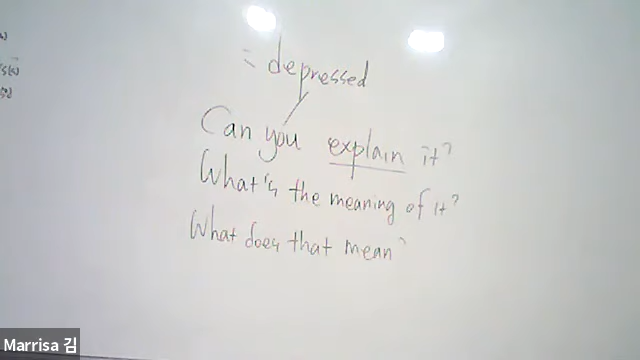 = depressed
Can you explain it?
What's the meaning of it?
What does that mean?
Marrisa 김